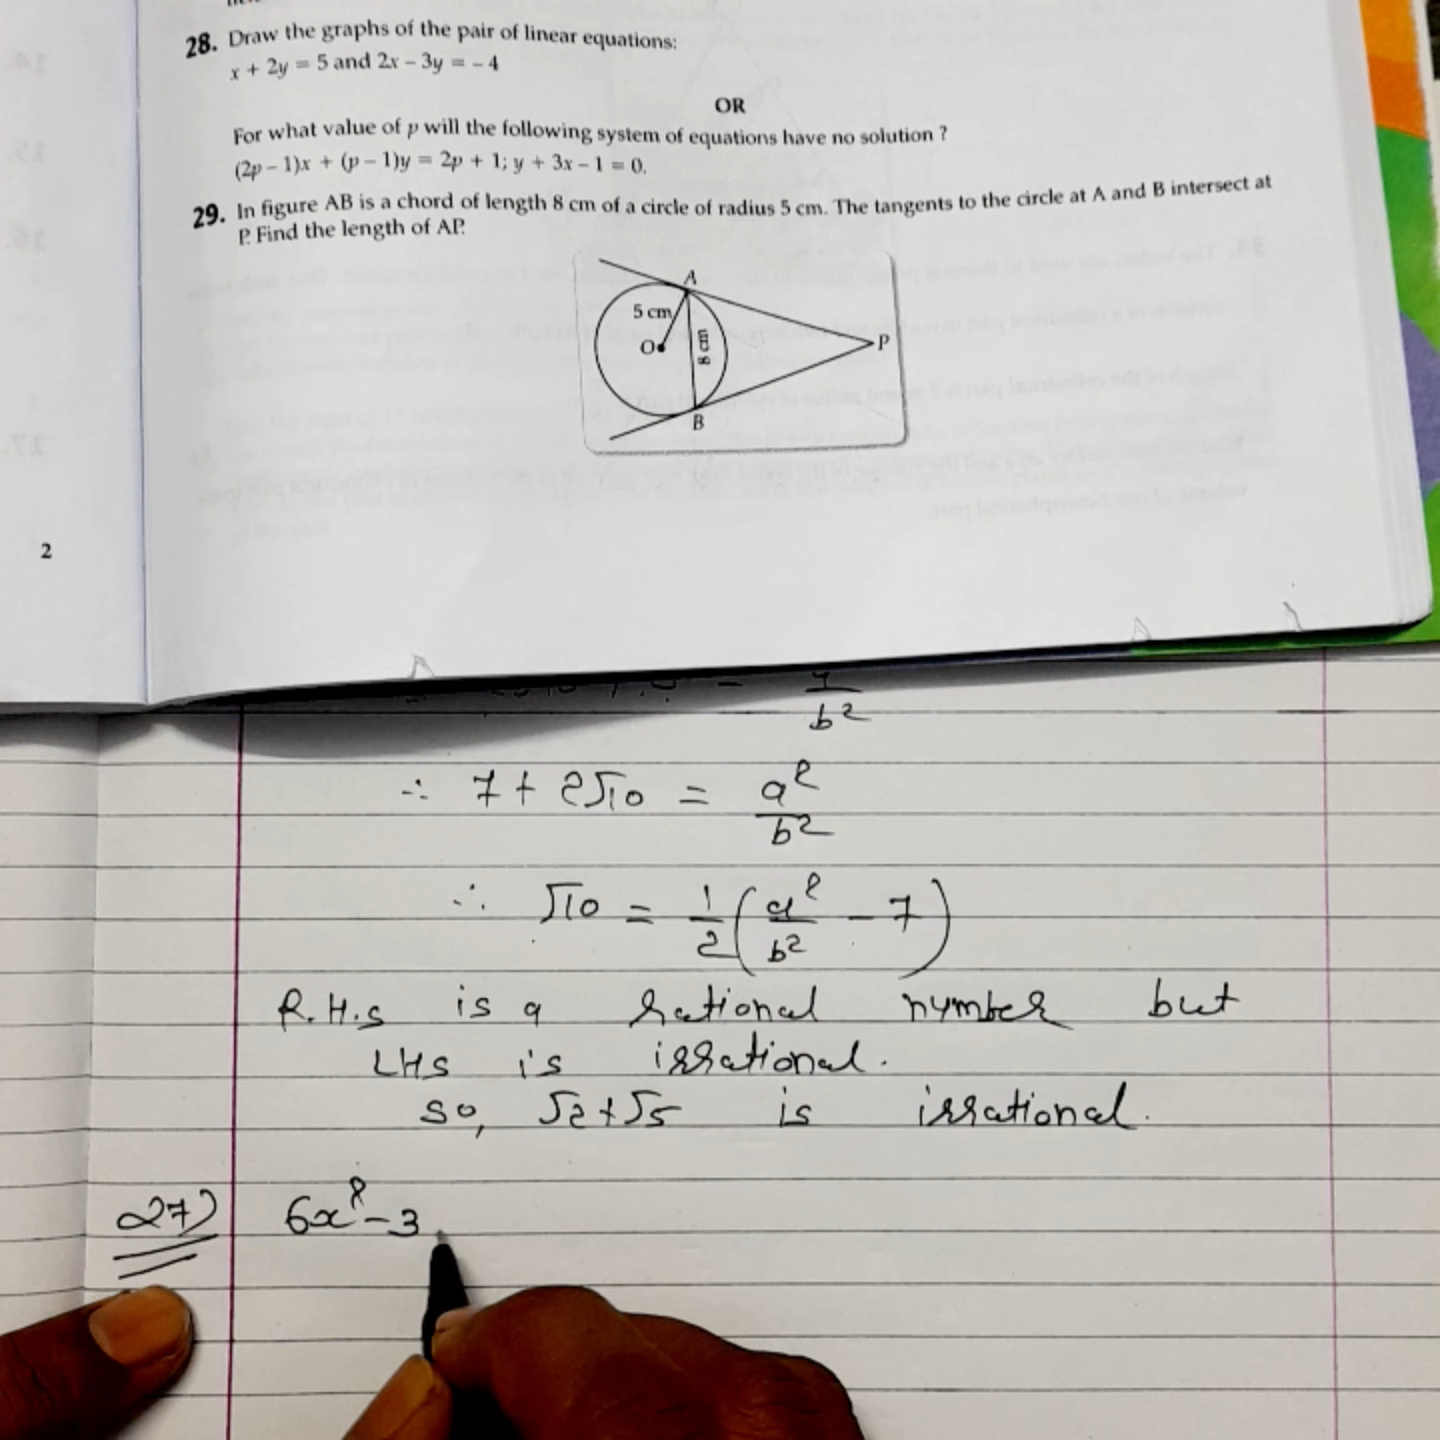 28. Draw the graphs of the pair of linear equations:
x + 2y = 5 and 2x – 3y = – 4
OR
For what value of p will the following system of equations have no solution ?
(2p – 1)x + (p – 1)y = 2p + 1; y + 3x – 1 = 0.
29. In figure AB is a chord of length 8 cm of a circle of radius 5 cm. The tangents to the circle at A and B intersect at
P. Find the length of AP.
A
5 cm
O
8 cm
P
B
2
b²
∴ 7 + 2√10 = a²/b²
∴ √10 = 1/2 (a²/b² – 7)
R.H.S is a rational number but
LHS is irrational.
so, √2+√5 is irrational.
27) 6x² – 3